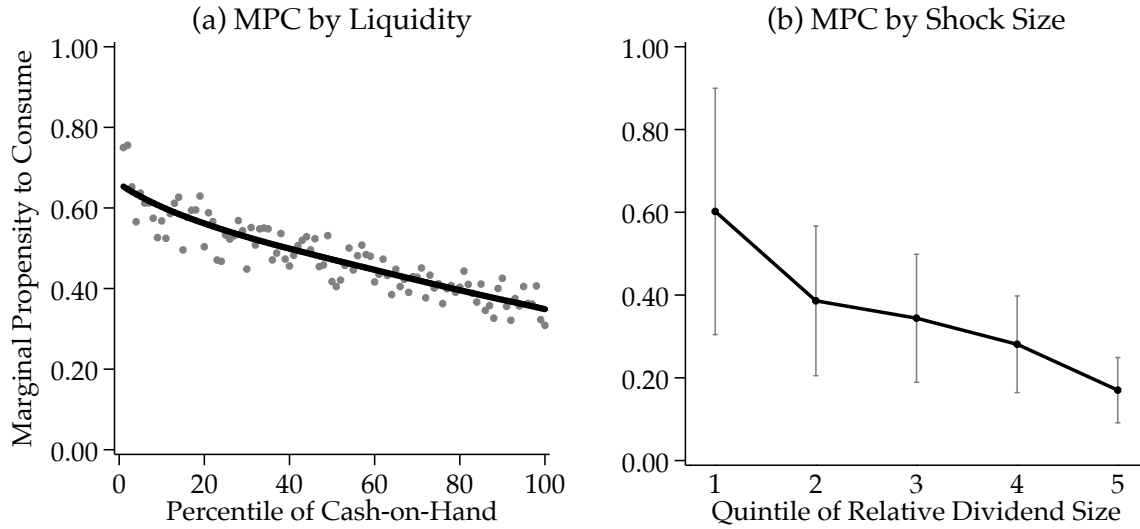 (a) MPC by Liquidity
Marginal Propensity to Consume
1.00
0.80
0.60
0.40
0.20
0.00
0 20 40 60 80 100
Percentile of Cash-on-Hand
(b) MPC by Shock Size
1.00
0.80
0.60
0.40
0.20
0.00
1 2 3 4 5
Quintile of Relative Dividend Size